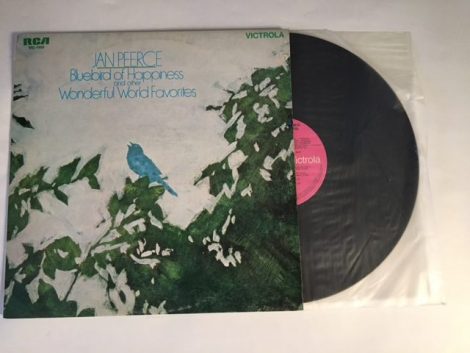 RCA
VICTROLA
JAN PEERCE
Bluebird of Happiness
and other
Wonderful World Favorites
Victrola